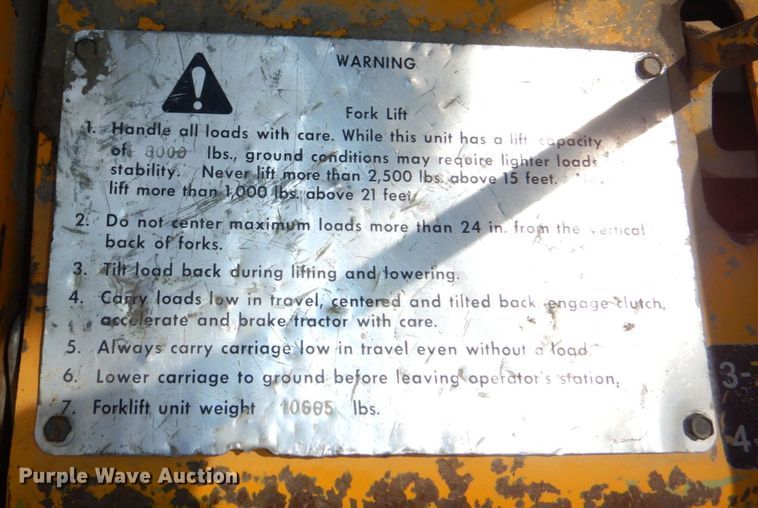 WARNING
Fork Lift
1. Handle all loads with care. While this unit has a lift capacity
of 8000 lbs., ground conditions may require lighter loads
stability. Never lift more than 2,500 lbs. above 15 feet.
lift more than 1,000 lbs. above 21 feet
2. Do not center maximum loads more than 24 in. from the vertical
back of forks.
3. Tilt load back during lifting and lowering.
4. Carry loads low in travel, centered and tilted back, engage clutch,
accelerate and brake tractor with care.
5. Always carry carriage low in travel even without a load.
6. Lower carriage to ground before leaving operator's station.
7. Forklift unit weight 10605 lbs.
3-
4
Purple Wave Auction